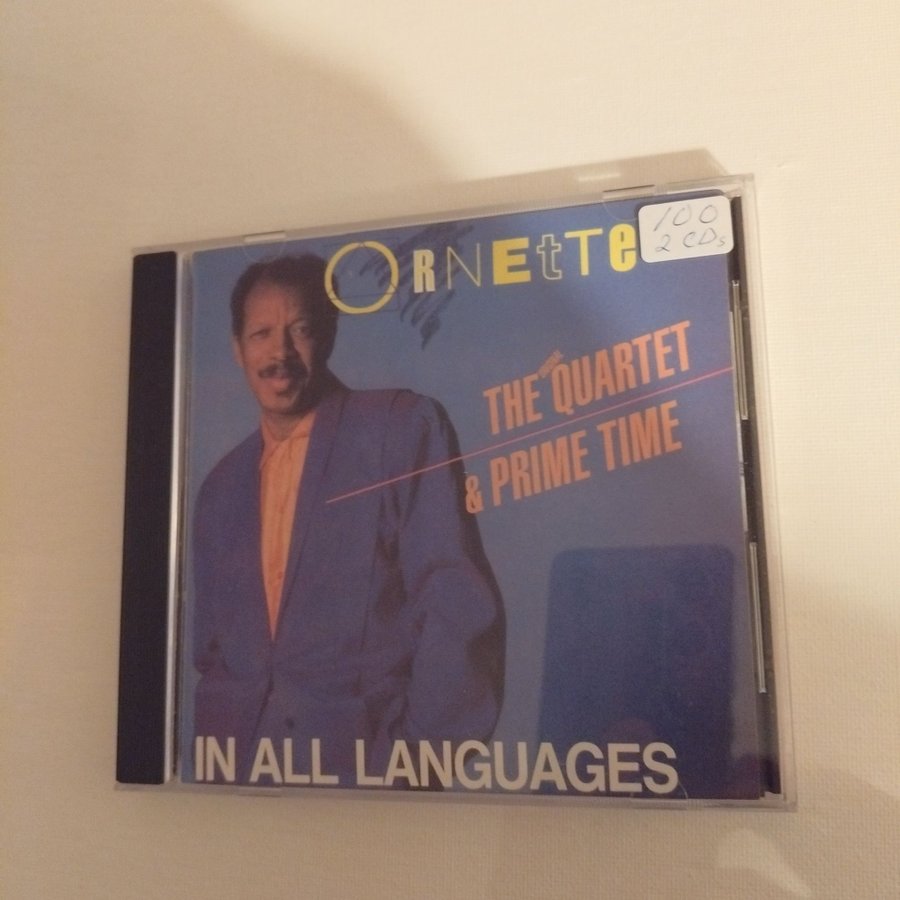 ORNEtTe
100
2 CDs
THE QUARTET
& PRIME TIME
IN ALL LANGUAGES